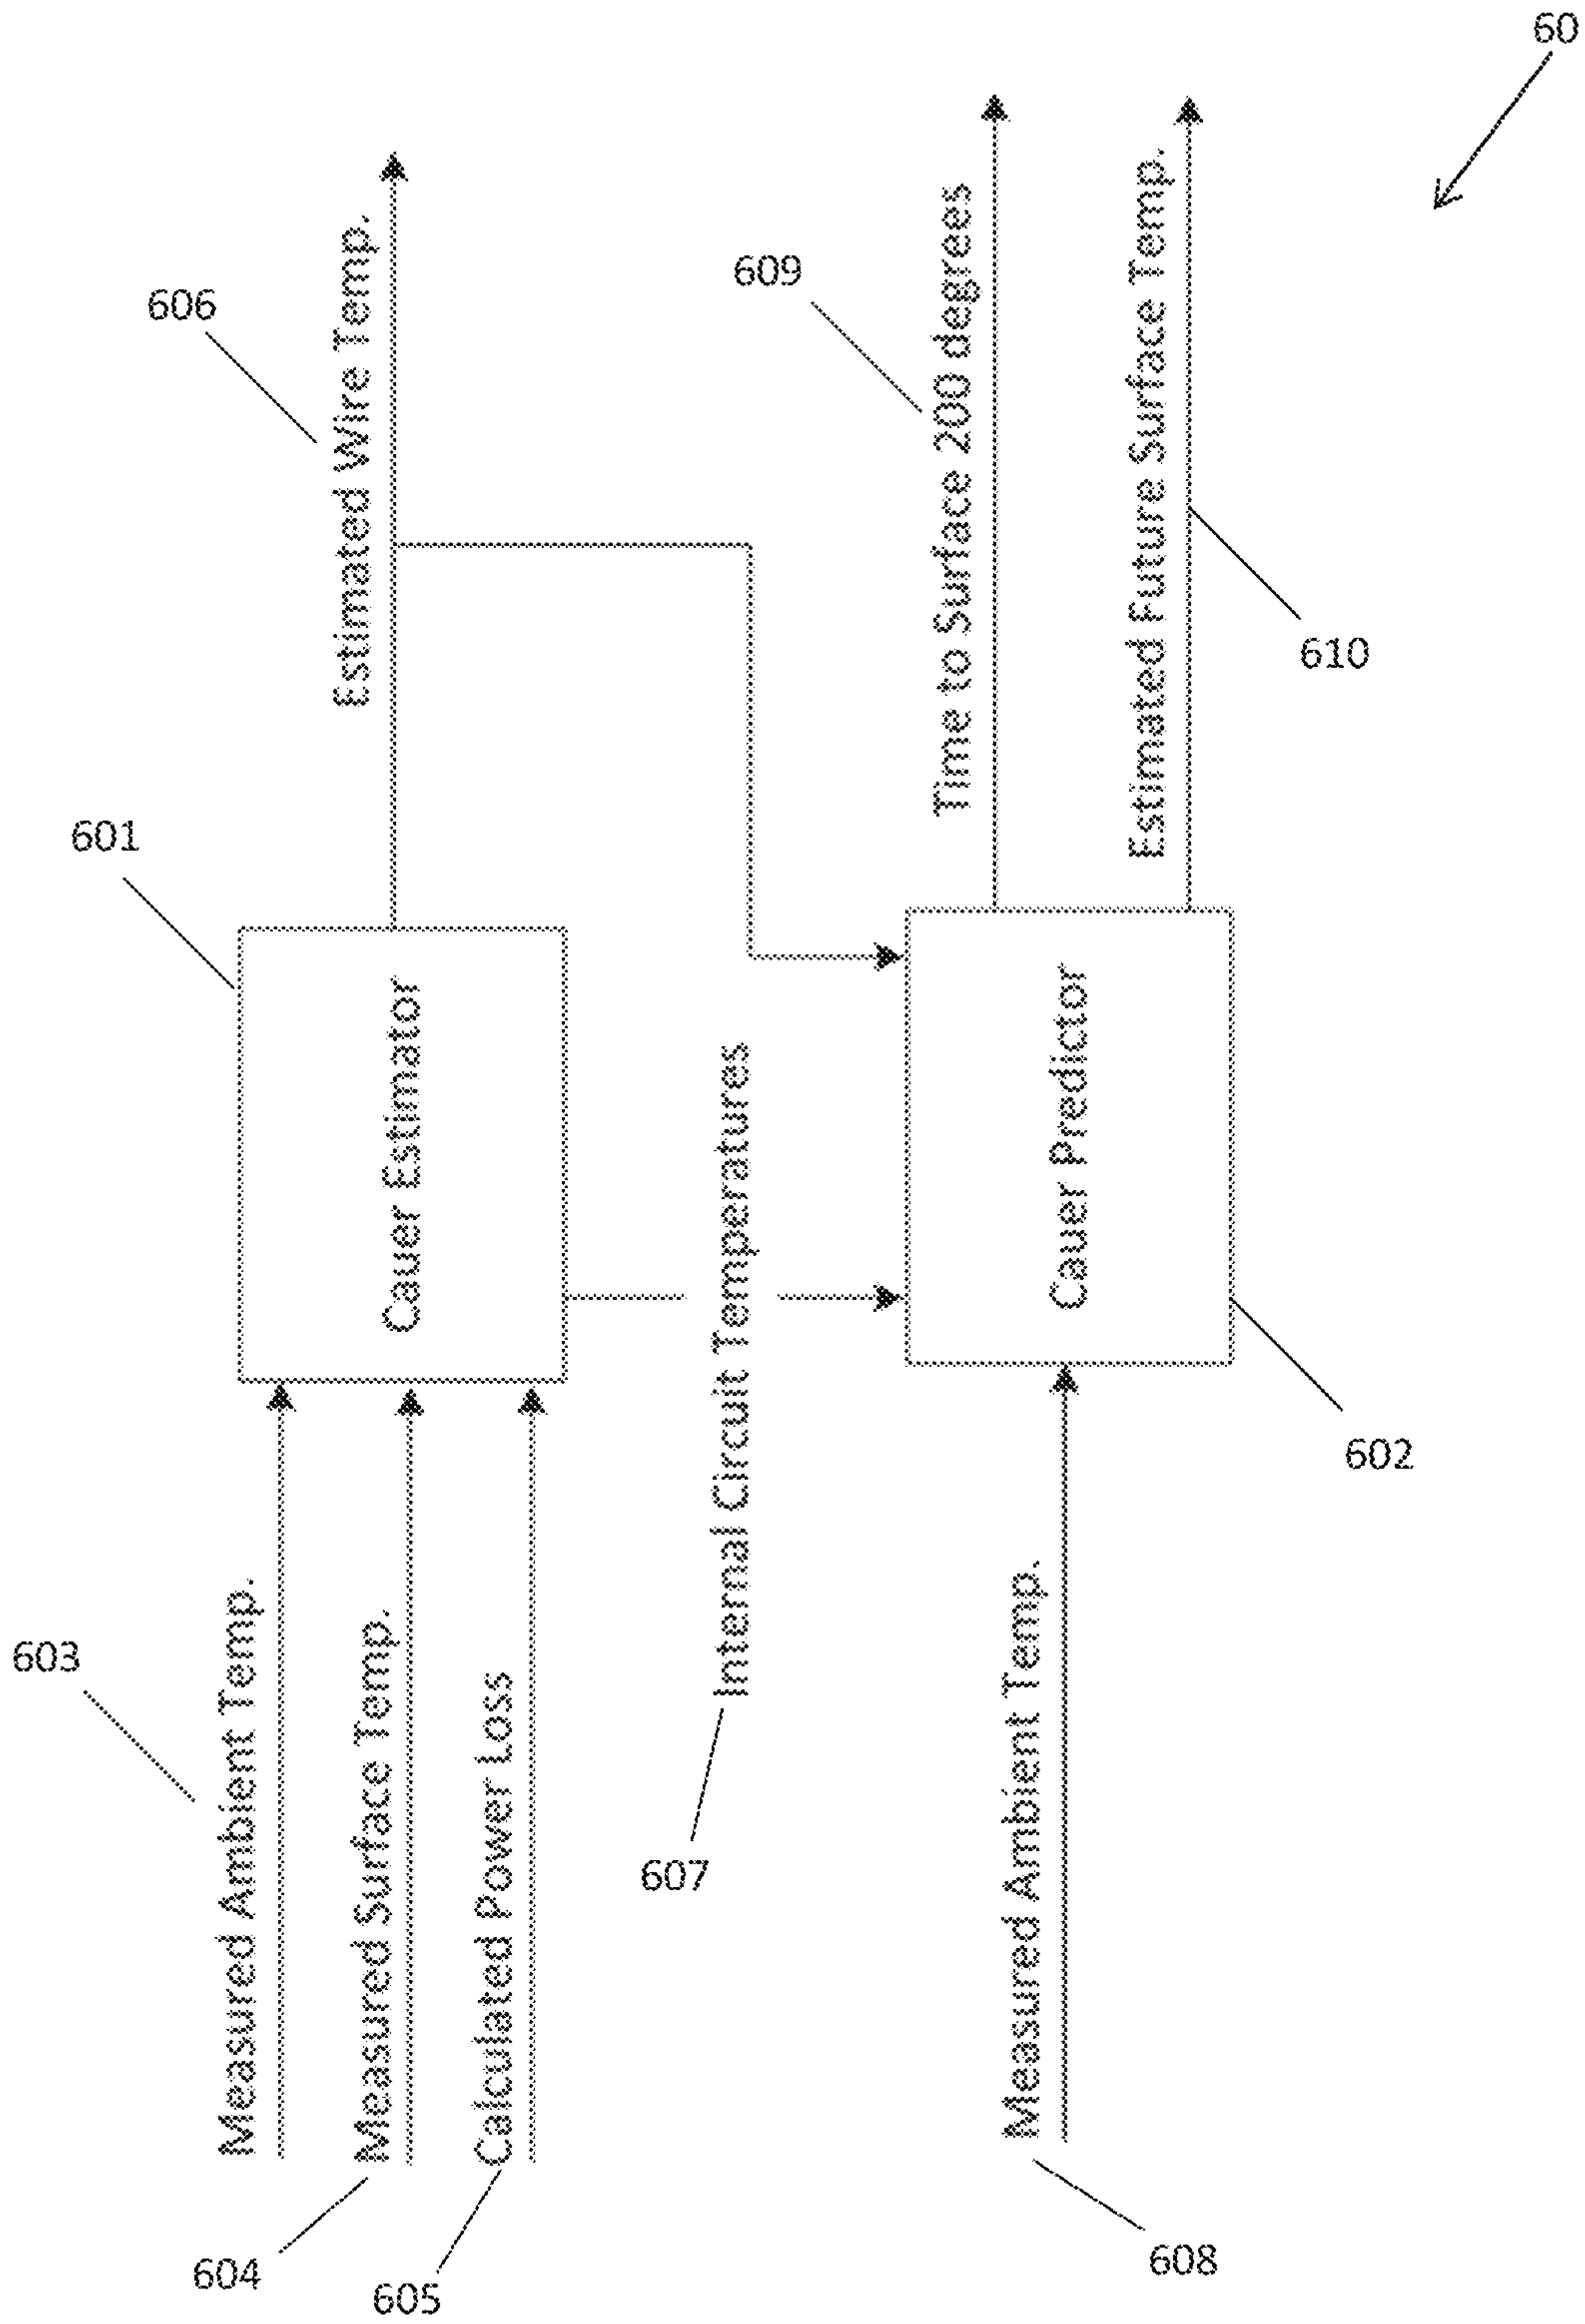 60
606
Estimated Wire Temp.
609
Time to Surface 200 degrees
Estimated Future Surface Temp.
610
601
Cauer Estimator
Internal Circuit Temperatures
607
Cauer Predictor
602
603
Measured Ambient Temp.
Measured Surface Temp.
Calculated Power Loss
604
605
Measured Ambient Temp.
608